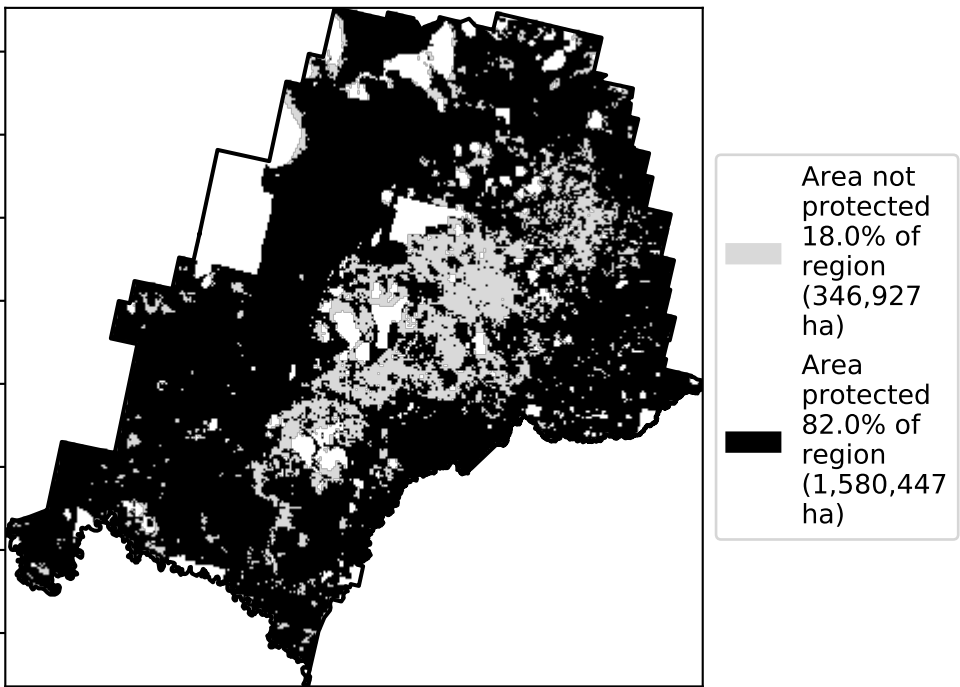 Area not
protected
18.0% of
region
(346,927
ha)
Area
protected
82.0% of
region
(1,580,447
ha)